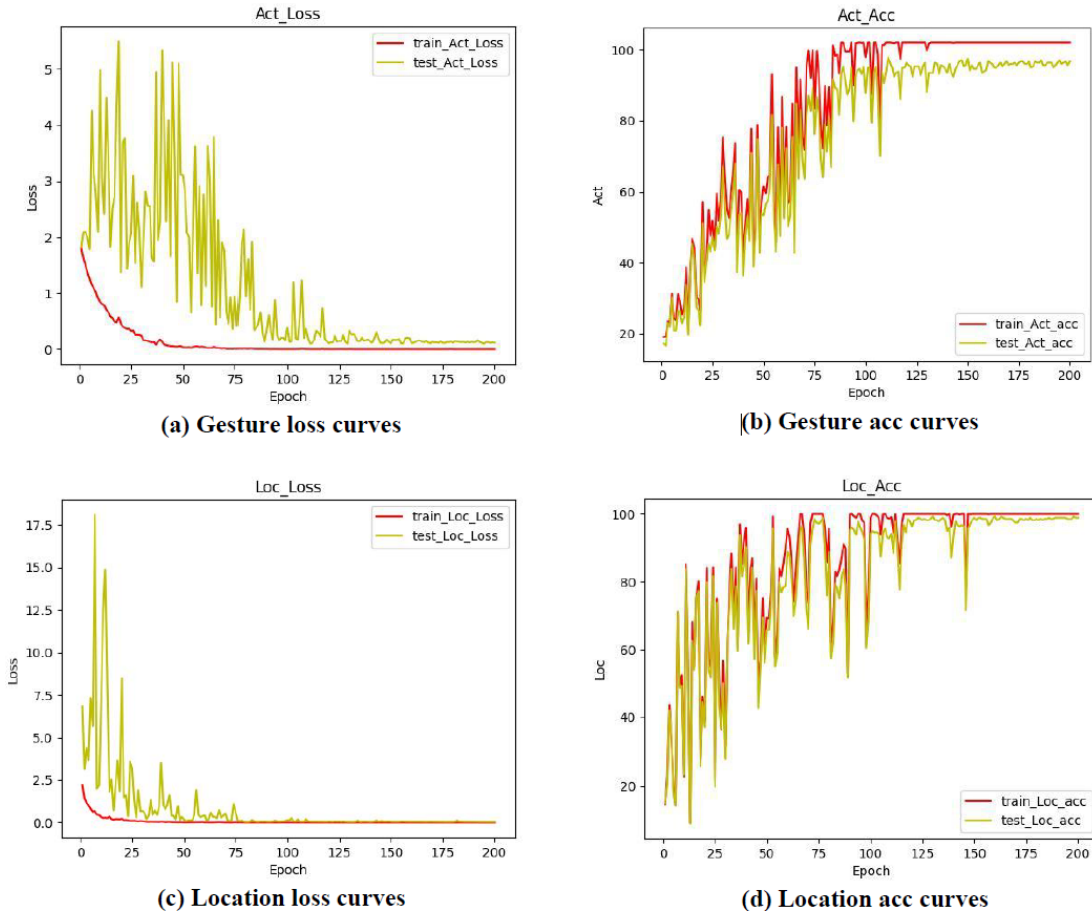 Act_Loss
train_Act_Loss
test_Act_Loss
5
4
3
2
1
0
Loss
0 25 50 75 100 125 150 175 200
Epoch
(a) Gesture loss curves
Act_Acc
100
80
60
40
20
Act
train_Act_acc
test_Act_acc
0 25 50 75 100 125 150 175 200
Epoch
(b) Gesture acc curves
Loc_Loss
train_Loc_Loss
test_Loc_Loss
17.5
15.0
12.5
10.0
7.5
5.0
2.5
0.0
Loss
0 25 50 75 100 125 150 175 200
Epoch
(c) Location loss curves
Loc_Acc
100
80
60
40
20
Loc
train_Loc_acc
test_Loc_acc
0 25 50 75 100 125 150 175 200
Epoch
(d) Location acc curves